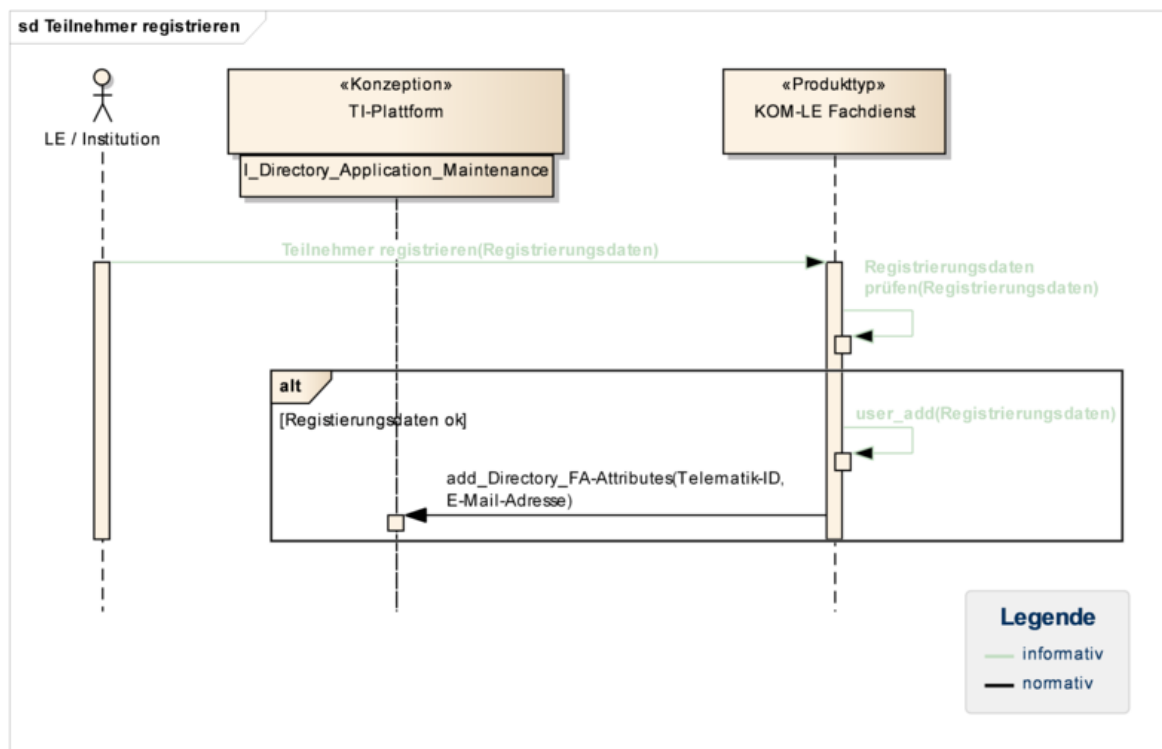 sd Teilnehmer registrieren
LE / Institution
«Konzeption»
TI-Plattform
I_Directory_Application_Maintenance
«Produkttyp»
KOM-LE Fachdienst
Teilnehmer registrieren(Registrierungsdaten)
Registrierungsdaten
prüfen(Registrierungsdaten)
alt
[Registierungsdaten ok]
user_add(Registrierungsdaten)
add_Directory_FA-Attributes(Telematik-ID,
E-Mail-Adresse)
Legende
informativ
normativ